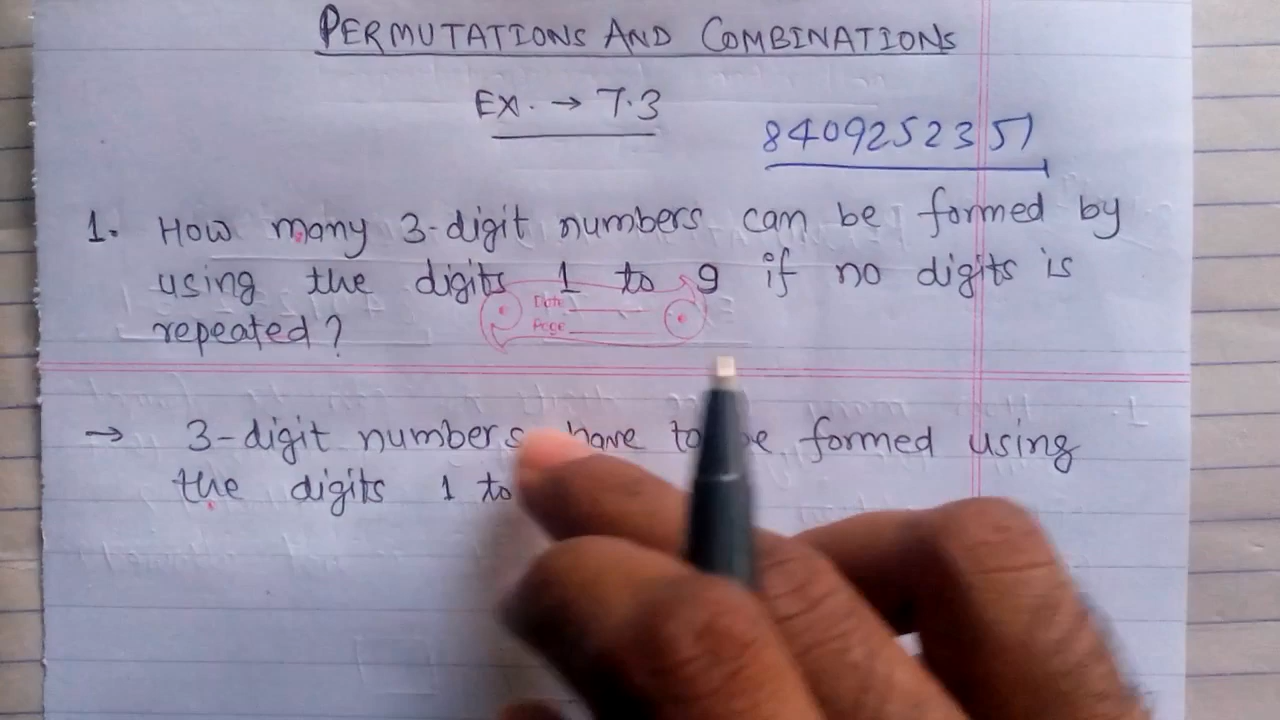 PERMUTATIONS AND COMBINATIONS
EX. → 7.3
8409252351
1. How many 3-digit numbers can be formed by
using the digits 1 to 9 if no digits is
repeated?
Date
Page
→ 3-digit numbers have to be formed using
the digits 1 to